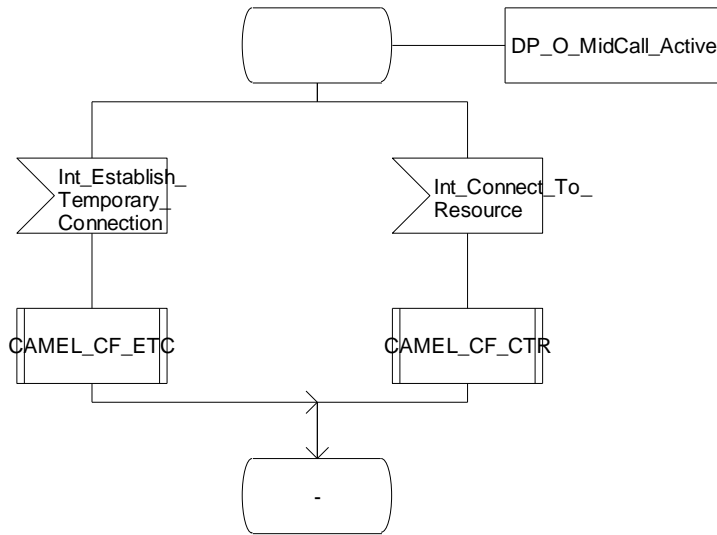 DP_O_MidCall_Active
Int_Establish_
Temporary_
Connection
Int_Connect_To_
Resource
CAMEL_CF_ETC
CAMEL_CF_CTR
-